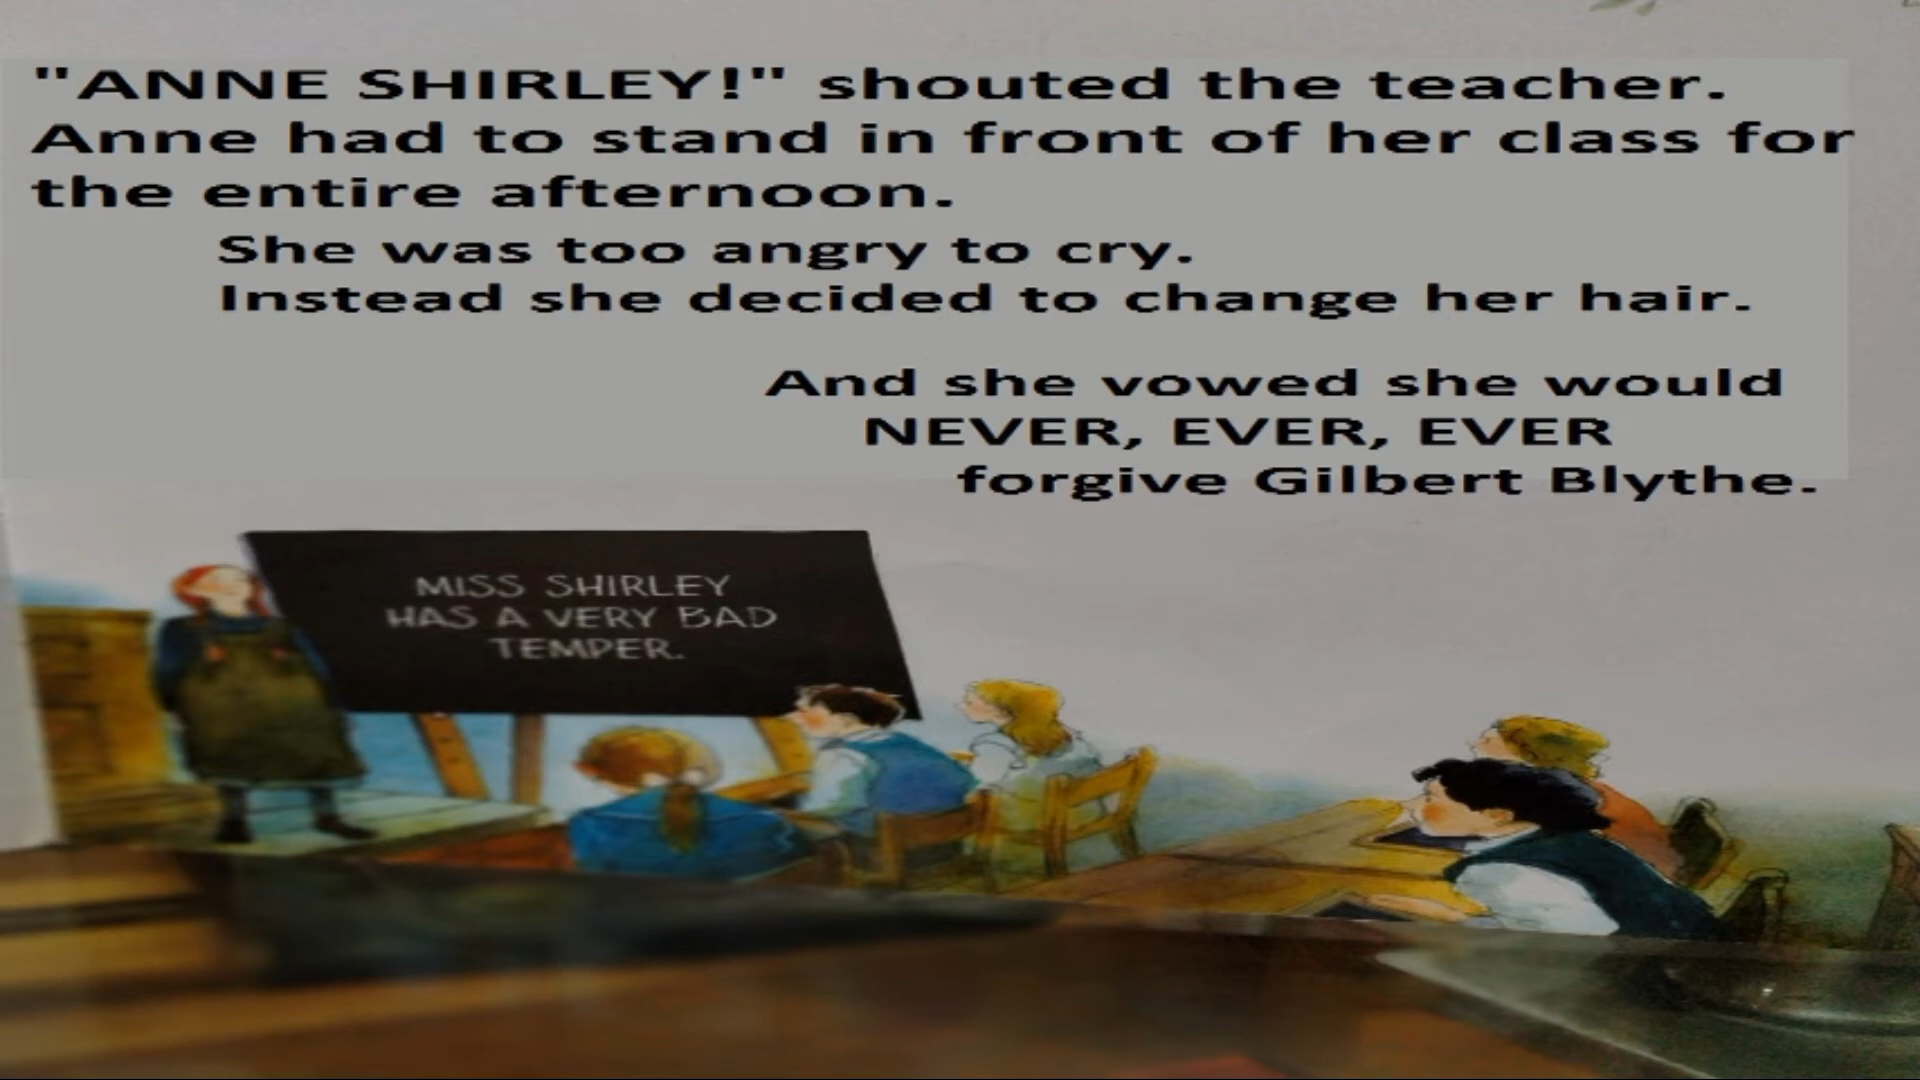 "ANNE SHIRLEY!" shouted the teacher.
Anne had to stand in front of her class for
the entire afternoon.
She was too angry to cry.
Instead she decided to change her hair.
And she vowed she would
NEVER, EVER, EVER
forgive Gilbert Blythe.
MISS SHIRLEY
HAS A VERY BAD
TEMPER.